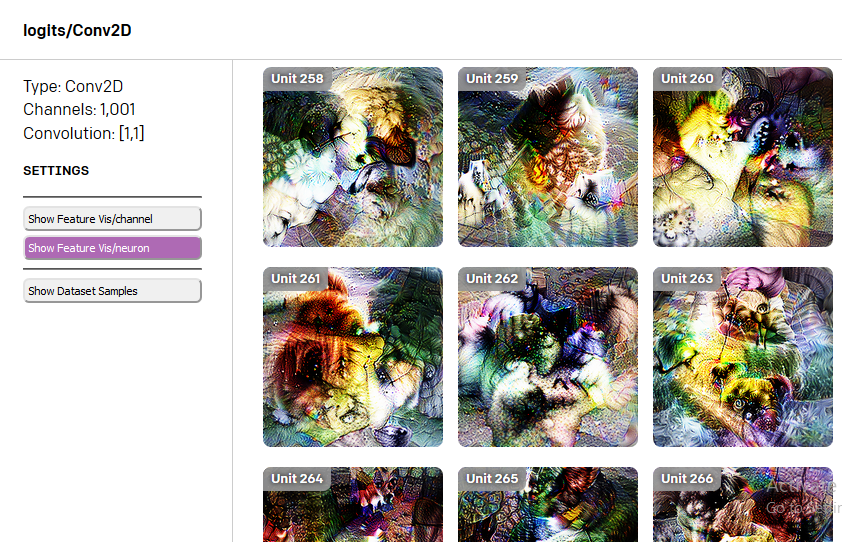 logits/Conv2D
Type: Conv2D
Channels: 1,001
Convolution: [1,1]
SETTINGS
Show Feature Vis/channel
Show Feature Vis/neuron
Show Dataset Samples
Unit 258
Unit 259
Unit 260
Unit 261
Unit 262
Unit 263
Unit 264
Unit 265
Unit 266
Go to